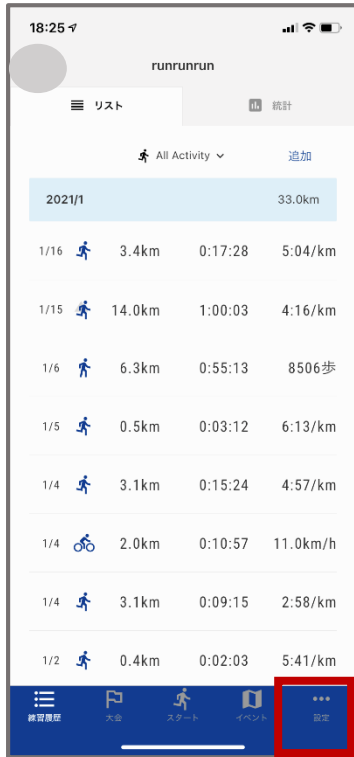 18:25
runrunrun
リスト 統計
All Activity 追加
2021/1 33.0km
1/16 3.4km 0:17:28 5:04/km
1/15 14.0km 1:00:03 4:16/km
1/6 6.3km 0:55:13 8506歩
1/5 0.5km 0:03:12 6:13/km
1/4 3.1km 0:15:24 4:57/km
1/4 2.0km 0:10:57 11.0km/h
1/4 3.1km 0:09:15 2:58/km
1/2 0.4km 0:02:03 5:41/km
練習履歴 大会 スタート イベント 設定